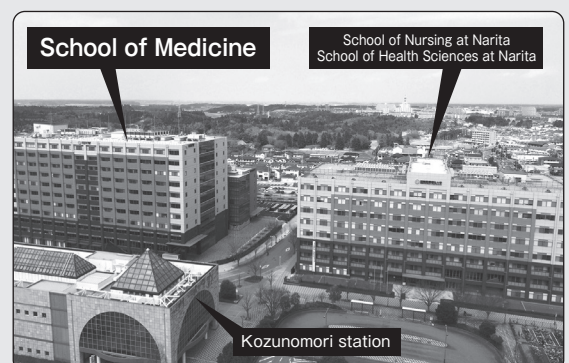 School of Medicine
School of Nursing at Narita
School of Health Sciences at Narita
Kozunomori station